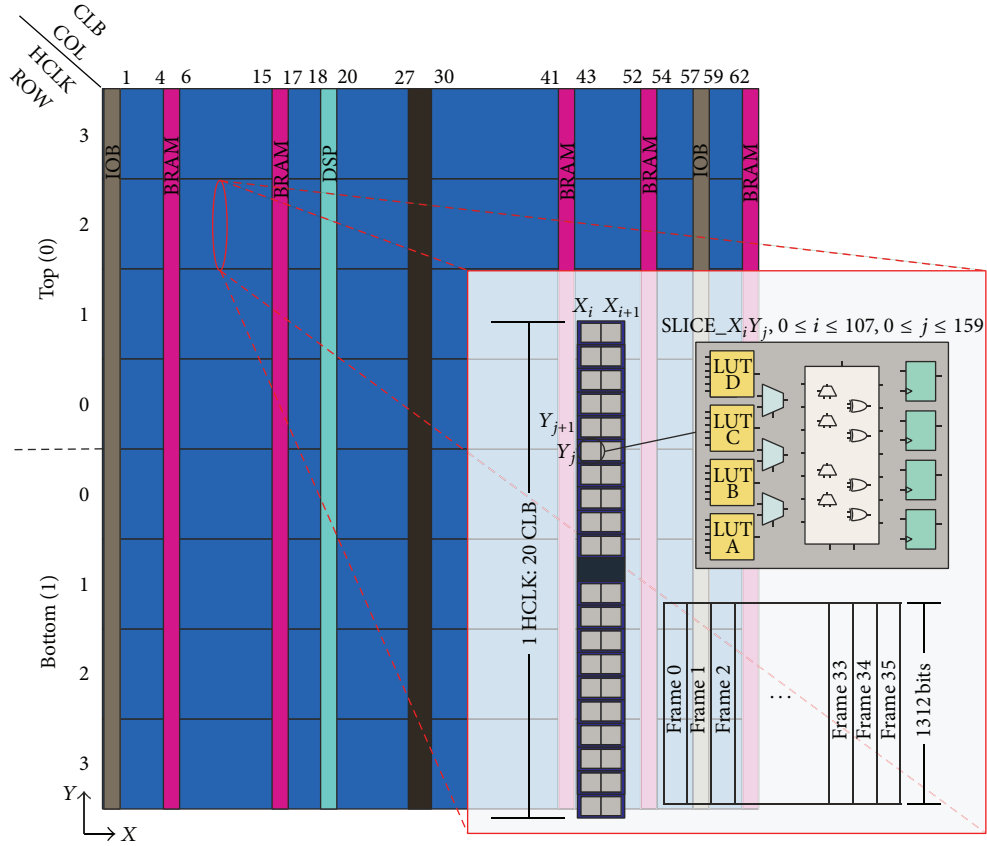 CLB
COL
HCLK
ROW
1 4 6 15 17 18 20 27 30 41 43 52 54 57 59 62
3
2
1
0
0
1
2
3
Top (0)
Bottom (1)
IOB
BRAM
BRAM
DSP
BRAM
BRAM
IOB
BRAM
Y
X
X_i X_{i+1}
Y_{j+1}
Y_j
1 HCLK: 20 CLB
SLICE_X_iY_j, 0 ≤ i ≤ 107, 0 ≤ j ≤ 159
LUT
D
LUT
C
LUT
B
LUT
A
Frame 0
Frame 1
Frame 2
...
Frame 33
Frame 34
Frame 35
1312 bits